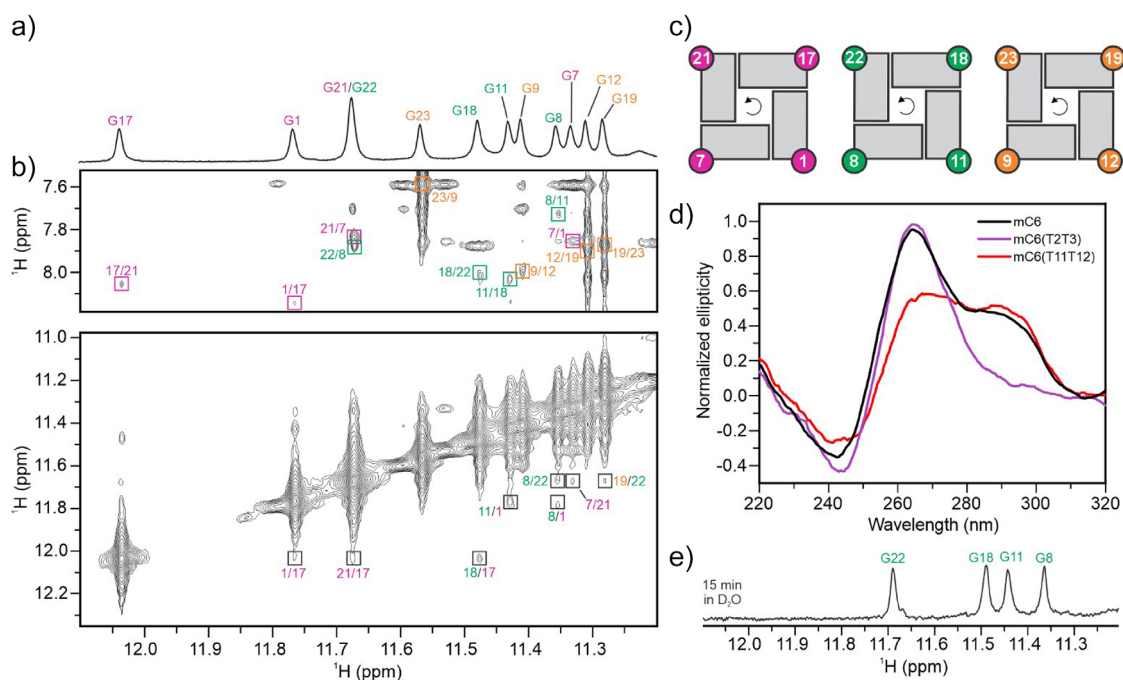 a)
G17
G1
G21/G22
G23
G18
G11
G9
G8
G7
G12
G19
b)
7.6
7.8
8.0
¹H (ppm)
23/9
8/11
21/7
22/8
7/1
12/19
19/23
17/21
18/22
9/12
11/18
1/17
11.0
11.2
11.4
11.6
11.8
12.0
12.2
¹H (ppm)
8/22
19/22
7/21
11/1
8/1
1/17
21/17
18/17
12.0
11.9
11.8
11.7
11.6
11.5
11.4
11.3
¹H (ppm)
c)
21
17
7
1
22
18
8
11
23
19
9
12
d)
1.0
0.8
0.6
0.4
0.2
0.0
-0.2
-0.4
Normalized ellipticity
mC6
mC6(T2T3)
mC6(T11T12)
220
240
260
280
300
320
Wavelength (nm)
e)
15 min
in D₂O
G22
G18
G11
G8
12.0
11.9
11.8
11.7
11.6
11.5
11.4
11.3
¹H (ppm)